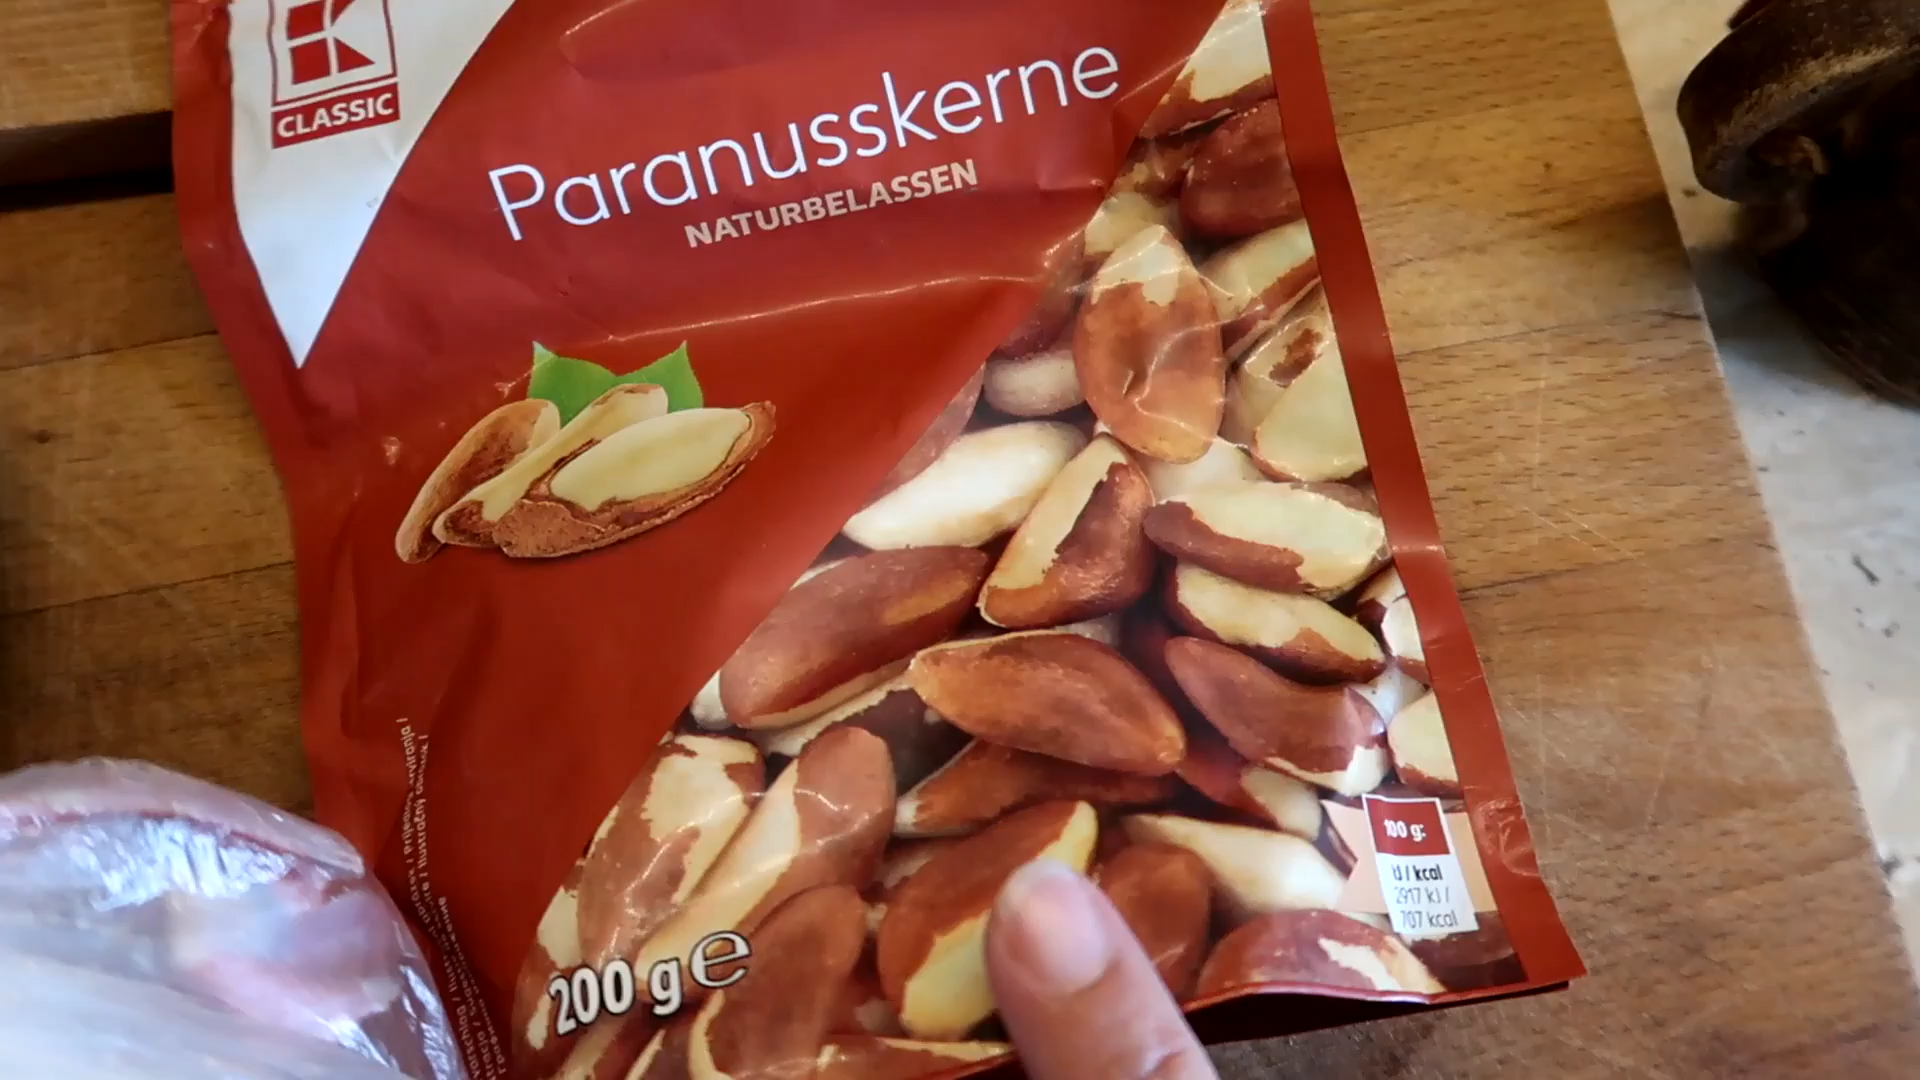 K
CLASSIC
Paranusskerne
NATURBELASSEN
200 g e
100 g:
kJ / kcal
2917 kJ /
707 kcal